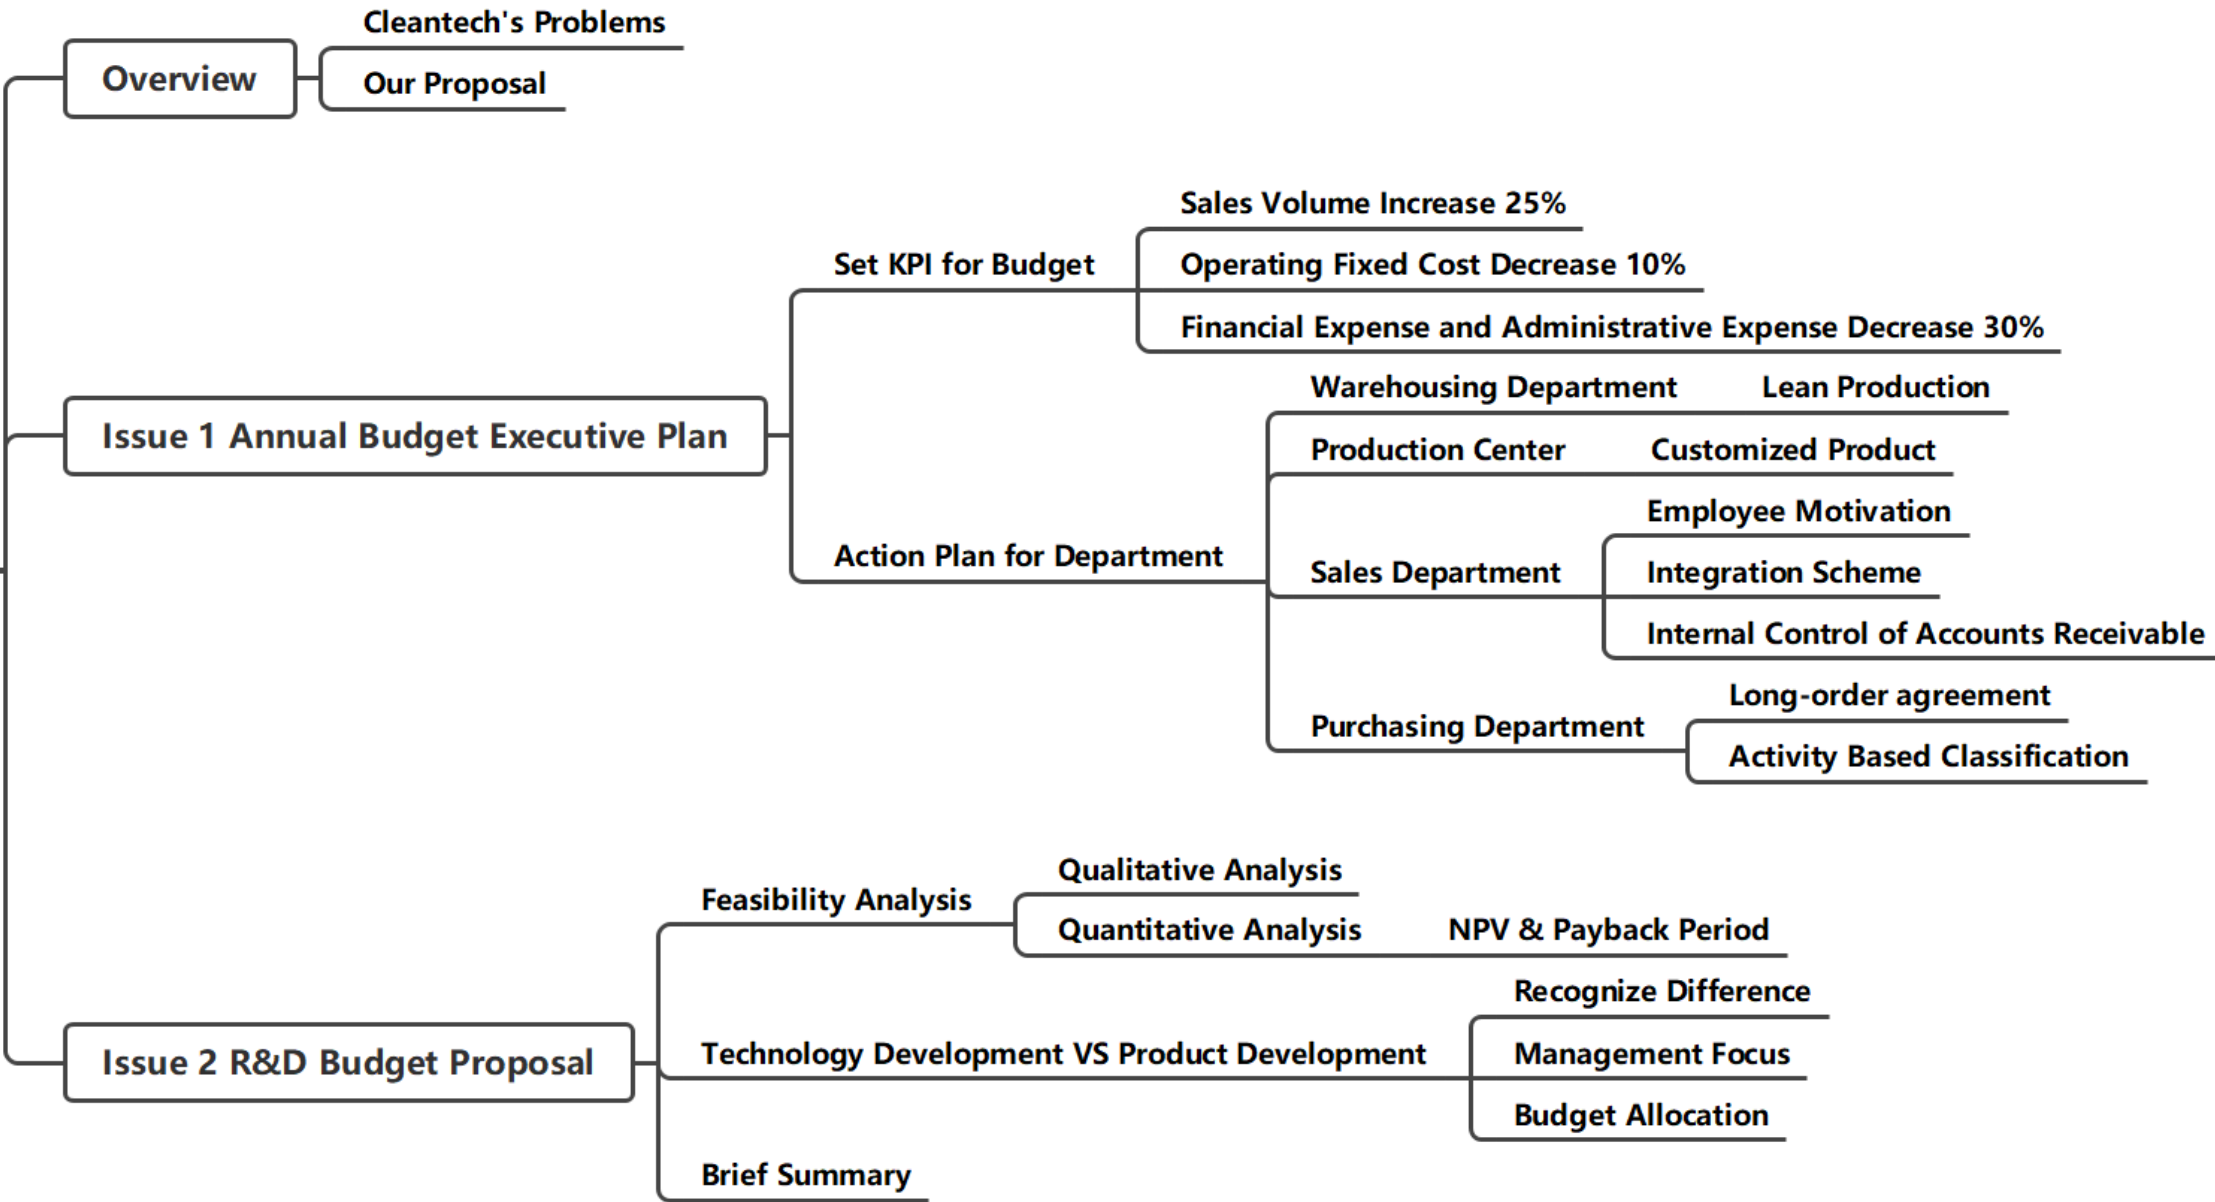 Cleantech's Problems
Overview
Our Proposal
Sales Volume Increase 25%
Set KPI for Budget
Operating Fixed Cost Decrease 10%
Financial Expense and Administrative Expense Decrease 30%
Issue 1 Annual Budget Executive Plan
Warehousing Department
Lean Production
Production Center
Customized Product
Action Plan for Department
Employee Motivation
Sales Department
Integration Scheme
Internal Control of Accounts Receivable
Purchasing Department
Long-order agreement
Activity Based Classification
Feasibility Analysis
Qualitative Analysis
Quantitative Analysis
NPV & Payback Period
Issue 2 R&D Budget Proposal
Technology Development VS Product Development
Recognize Difference
Management Focus
Budget Allocation
Brief Summary